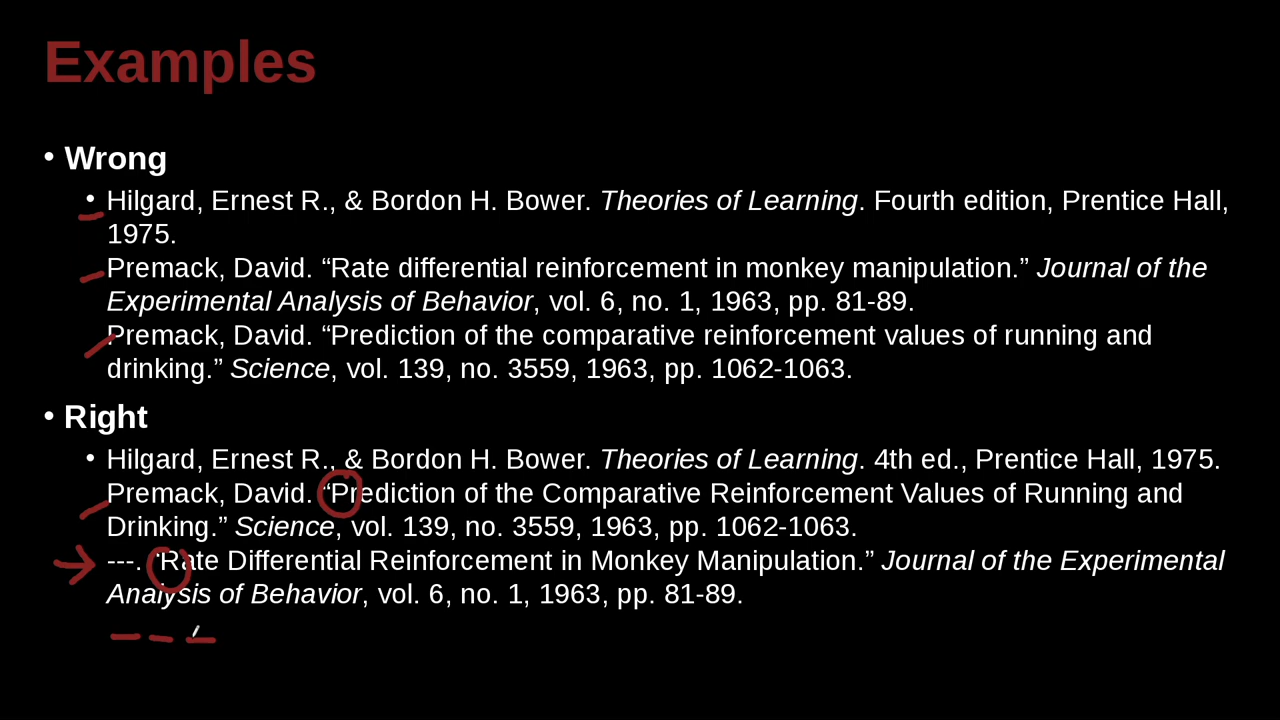 Examples
• Wrong
• Hilgard, Ernest R., & Bordon H. Bower. Theories of Learning. Fourth edition, Prentice Hall,
1975.
Premack, David. “Rate differential reinforcement in monkey manipulation.” Journal of the
Experimental Analysis of Behavior, vol. 6, no. 1, 1963, pp. 81-89.
Premack, David. “Prediction of the comparative reinforcement values of running and
drinking.” Science, vol. 139, no. 3559, 1963, pp. 1062-1063.
• Right
• Hilgard, Ernest R., & Bordon H. Bower. Theories of Learning. 4th ed., Prentice Hall, 1975.
Premack, David. “Prediction of the Comparative Reinforcement Values of Running and
Drinking.” Science, vol. 139, no. 3559, 1963, pp. 1062-1063.
---. “Rate Differential Reinforcement in Monkey Manipulation.” Journal of the Experimental
Analysis of Behavior, vol. 6, no. 1, 1963, pp. 81-89.